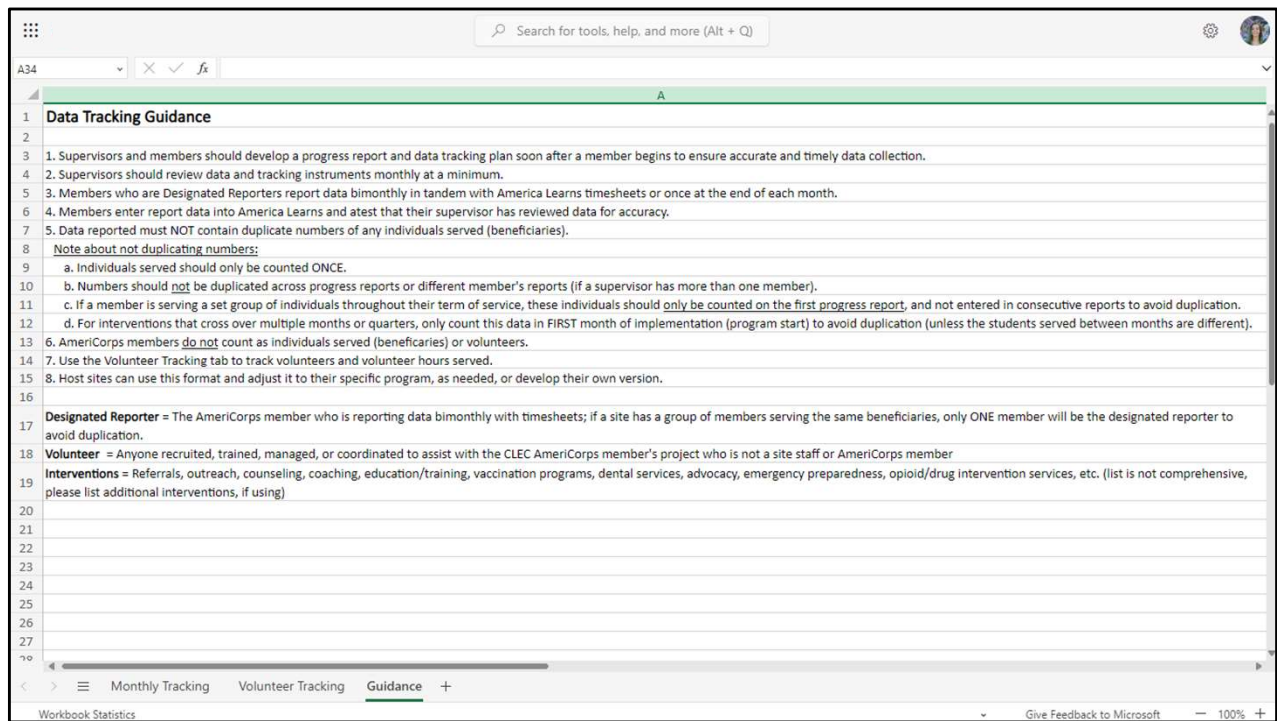 Search for tools, help, and more (Alt + Q)
A34
fx
A
1 Data Tracking Guidance
2
3 1. Supervisors and members should develop a progress report and data tracking plan soon after a member begins to ensure accurate and timely data collection.
4 2. Supervisors should review data and tracking instruments monthly at a minimum.
5 3. Members who are Designated Reporters report data bimonthly in tandem with America Learns timesheets or once at the end of each month.
6 4. Members enter report data into America Learns and atest that their supervisor has reviewed data for accuracy.
7 5. Data reported must NOT contain duplicate numbers of any individuals served (beneficiaries).
8 Note about not duplicating numbers:
9 a. Individuals served should only be counted ONCE.
10 b. Numbers should not be duplicated across progress reports or different member's reports (if a supervisor has more than one member).
11 c. If a member is serving a set group of individuals throughout their term of service, these individuals should only be counted on the first progress report, and not entered in consecutive reports to avoid duplication.
12 d. For interventions that cross over multiple months or quarters, only count this data in FIRST month of implementation (program start) to avoid duplication (unless the students served between months are different).
13 6. AmeriCorps members do not count as individuals served (beneficaries) or volunteers.
14 7. Use the Volunteer Tracking tab to track volunteers and volunteer hours served.
15 8. Host sites can use this format and adjust it to their specific program, as needed, or develop their own version.
16
17 Designated Reporter = The AmeriCorps member who is reporting data bimonthly with timesheets; if a site has a group of members serving the same beneficiaries, only ONE member will be the designated reporter to
avoid duplication.
18 Volunteer = Anyone recruited, trained, managed, or coordinated to assist with the CLEC AmeriCorps member's project who is not a site staff or AmeriCorps member
19 Interventions = Referrals, outreach, counseling, coaching, education/training, vaccination programs, dental services, advocacy, emergency preparedness, opioid/drug intervention services, etc. (list is not comprehensive,
please list additional interventions, if using)
20
21
22
23
24
25
26
27
28
Monthly Tracking Volunteer Tracking Guidance +
Workbook Statistics Give Feedback to Microsoft — 100% +